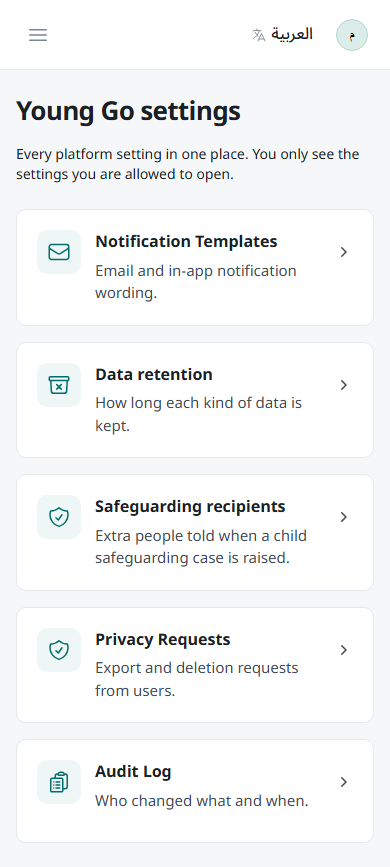 العربية
م
Young Go settings
Every platform setting in one place. You only see the
settings you are allowed to open.
Notification Templates
Email and in-app notification
wording.
Data retention
How long each kind of data is
kept.
Safeguarding recipients
Extra people told when a child
safeguarding case is raised.
Privacy Requests
Export and deletion requests
from users.
Audit Log
Who changed what and when.